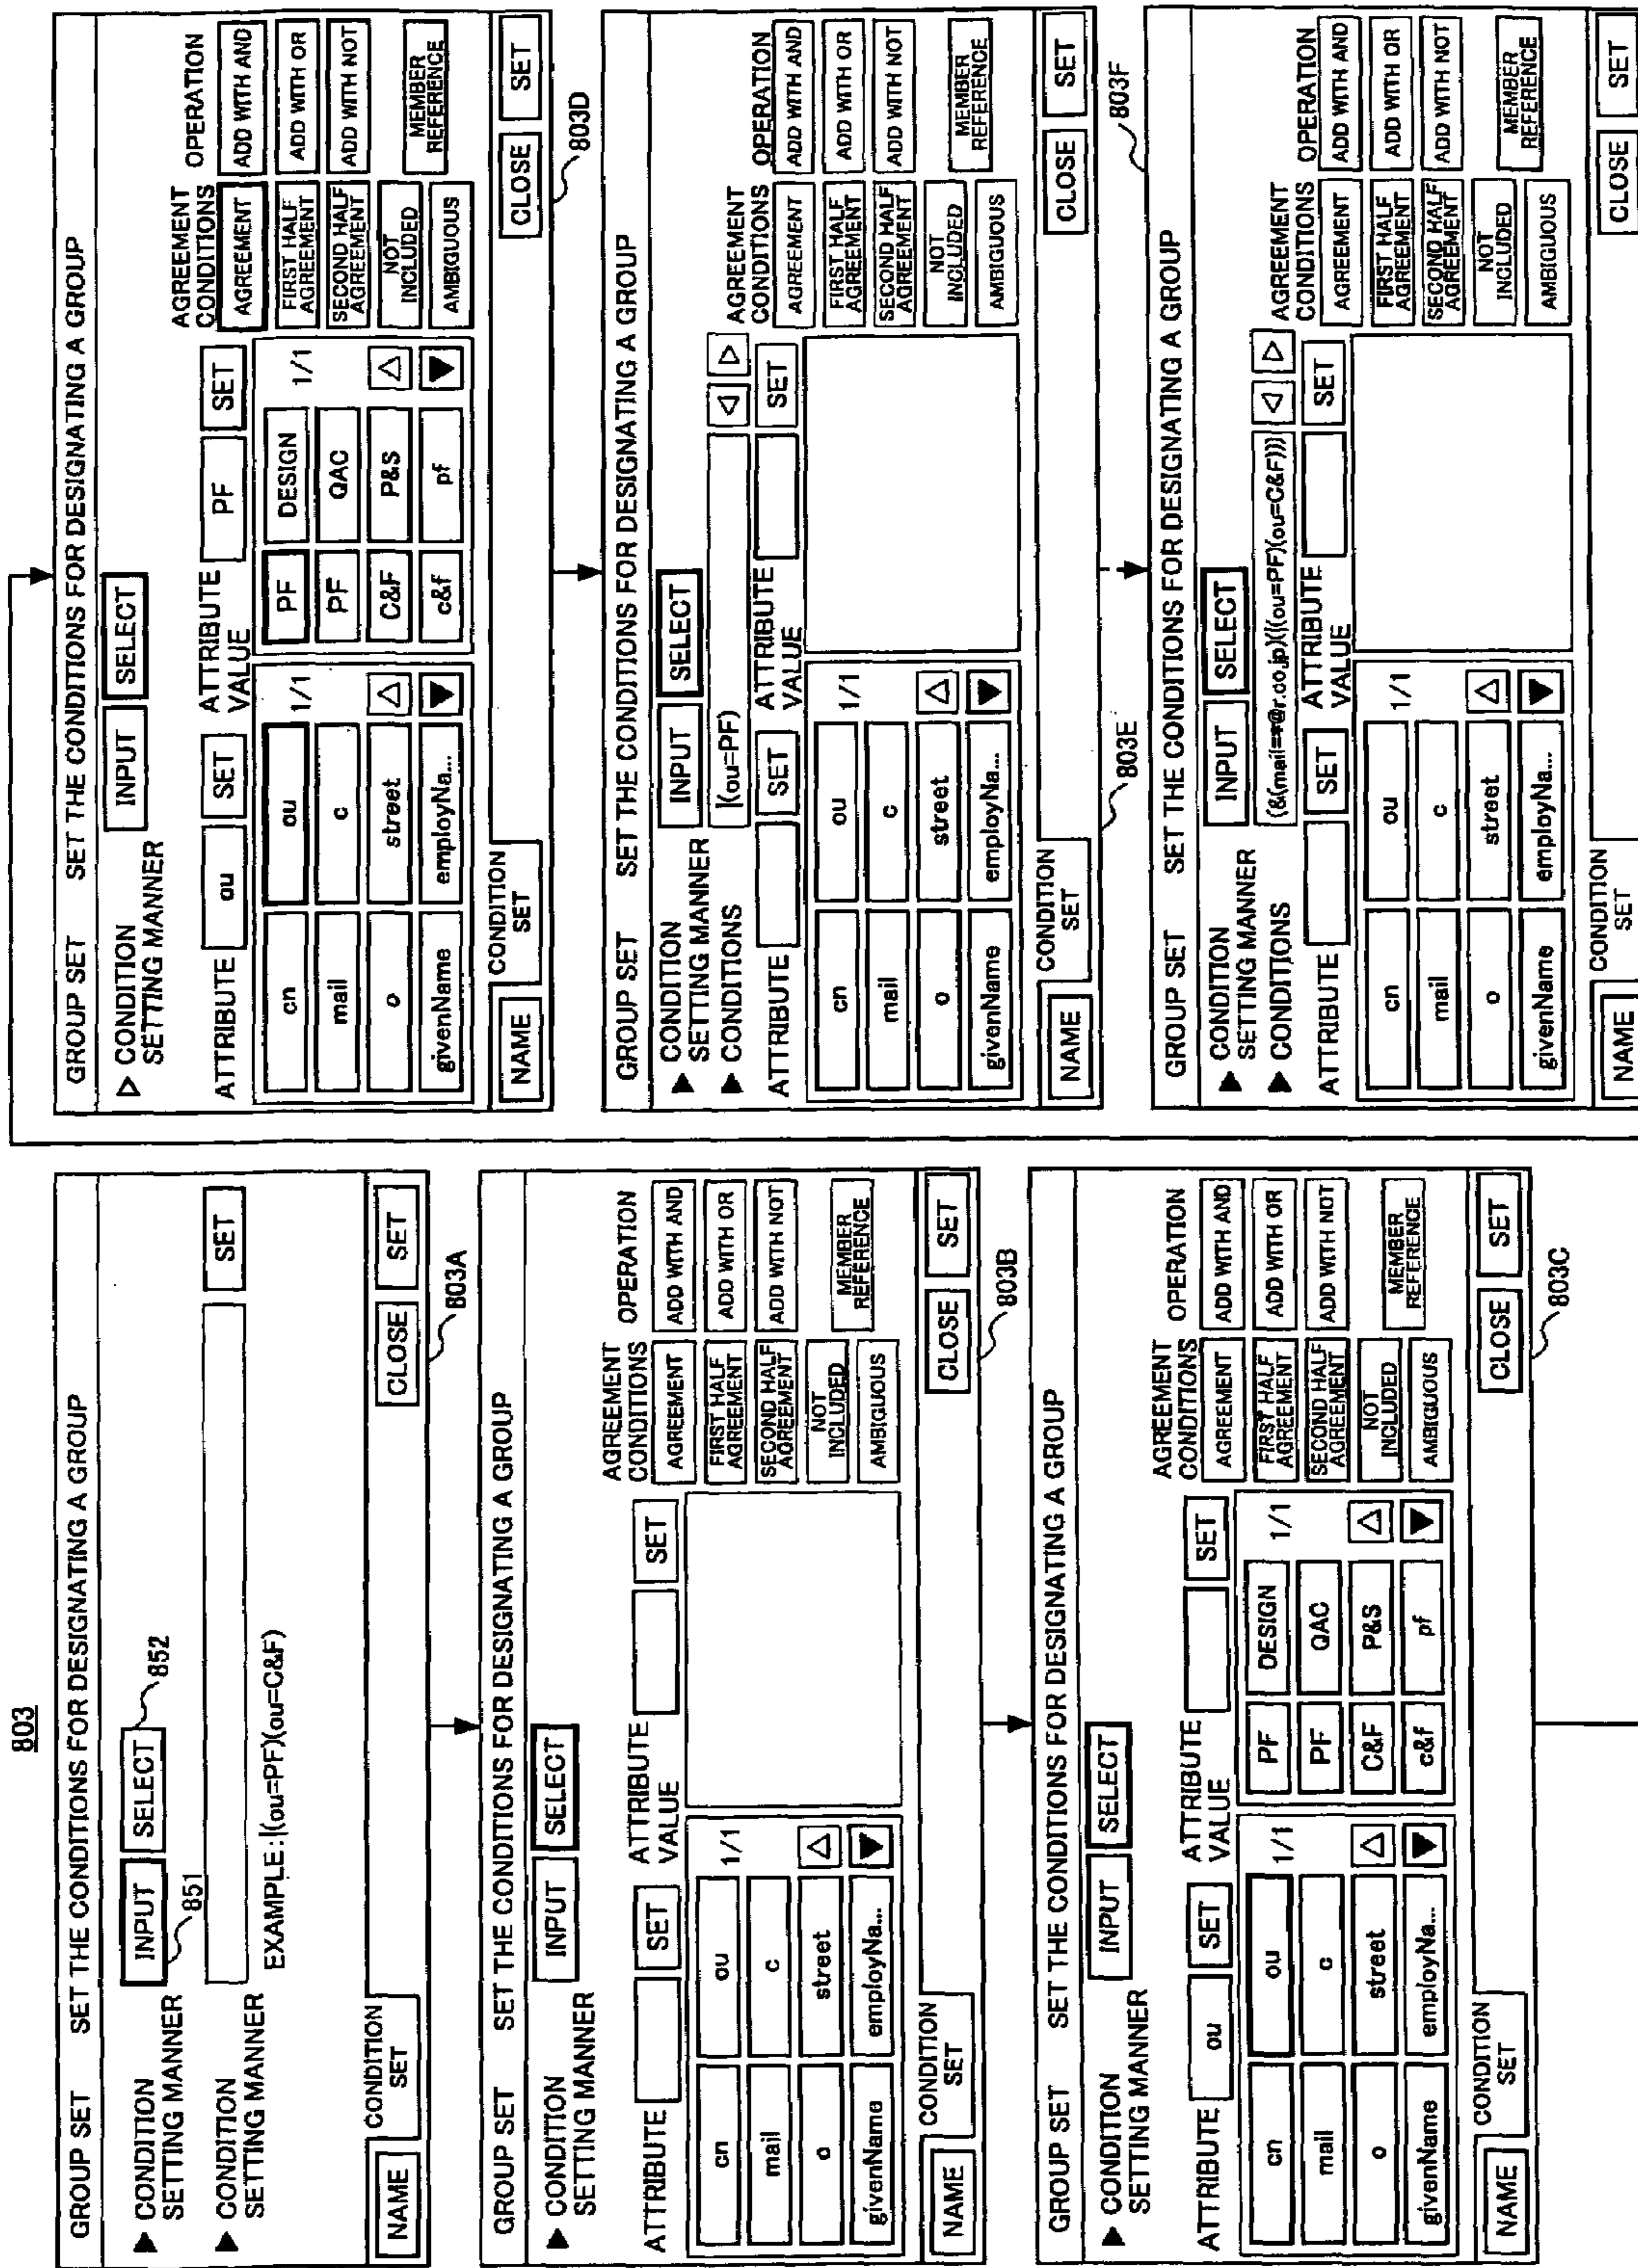 803
GROUP SET SET THE CONDITIONS FOR DESIGNATING A GROUP
CONDITION
SETTING MANNER
INPUT
SELECT
852
851
CONDITION
SETTING MANNER
SET
EXAMPLE:|(ou=PF)(ou=C&F)
NAME
CONDITION
SET
CLOSE
SET
803A
GROUP SET SET THE CONDITIONS FOR DESIGNATING A GROUP
CONDITION
SETTING MANNER
INPUT
SELECT
ATTRIBUTE
SET
ATTRIBUTE
VALUE
SET
AGREEMENT
CONDITIONS
OPERATION
cn
ou
1/1
AGREEMENT
ADD WITH AND
mail
c
FIRST HALF
AGREEMENT
ADD WITH OR
o
street
SECOND HALF
AGREEMENT
ADD WITH NOT
NOT
INCLUDED
MEMBER
REFERENCE
givenName
employNa...
AMBIGUOUS
NAME
CONDITION
SET
CLOSE
SET
803B
GROUP SET SET THE CONDITIONS FOR DESIGNATING A GROUP
CONDITION
SETTING MANNER
INPUT
SELECT
ATTRIBUTE
ou
SET
ATTRIBUTE
VALUE
SET
AGREEMENT
CONDITIONS
OPERATION
cn
ou
1/1
PF
DESIGN
1/1
AGREEMENT
ADD WITH AND
mail
c
PF
QAC
FIRST HALF
AGREEMENT
ADD WITH OR
o
street
C&F
P&S
SECOND HALF
AGREEMENT
ADD WITH NOT
NOT
INCLUDED
MEMBER
REFERENCE
givenName
employNa...
c&f
pf
AMBIGUOUS
NAME
CONDITION
SET
CLOSE
SET
803C
GROUP SET SET THE CONDITIONS FOR DESIGNATING A GROUP
CONDITION
SETTING MANNER
INPUT
SELECT
ATTRIBUTE
ou
SET
ATTRIBUTE
VALUE
PF
SET
AGREEMENT
CONDITIONS
OPERATION
cn
ou
1/1
PF
DESIGN
1/1
AGREEMENT
ADD WITH AND
mail
c
PF
QAC
FIRST HALF
AGREEMENT
ADD WITH OR
o
street
C&F
P&S
SECOND HALF
AGREEMENT
ADD WITH NOT
NOT
INCLUDED
MEMBER
REFERENCE
givenName
employNa...
c&f
pf
AMBIGUOUS
NAME
CONDITION
SET
CLOSE
SET
803D
GROUP SET SET THE CONDITIONS FOR DESIGNATING A GROUP
CONDITION
SETTING MANNER
INPUT
SELECT
CONDITIONS
|(ou=PF)
ATTRIBUTE
SET
ATTRIBUTE
VALUE
SET
AGREEMENT
CONDITIONS
OPERATION
cn
ou
1/1
AGREEMENT
ADD WITH AND
mail
c
FIRST HALF
AGREEMENT
ADD WITH OR
o
street
SECOND HALF
AGREEMENT
ADD WITH NOT
NOT
INCLUDED
MEMBER
REFERENCE
givenName
employNa...
AMBIGUOUS
NAME
CONDITION
SET
CLOSE
SET
803E
803F
GROUP SET SET THE CONDITIONS FOR DESIGNATING A GROUP
CONDITION
SETTING MANNER
INPUT
SELECT
CONDITIONS
(&(mail=*@r.co.jp)(|(ou=PF)(ou=C&F)))
ATTRIBUTE
SET
ATTRIBUTE
VALUE
SET
AGREEMENT
CONDITIONS
OPERATION
cn
ou
1/1
AGREEMENT
ADD WITH AND
mail
c
FIRST HALF
AGREEMENT
ADD WITH OR
o
street
SECOND HALF
AGREEMENT
ADD WITH NOT
NOT
INCLUDED
MEMBER
REFERENCE
givenName
employNa...
AMBIGUOUS
NAME
CONDITION
SET
CLOSE
SET